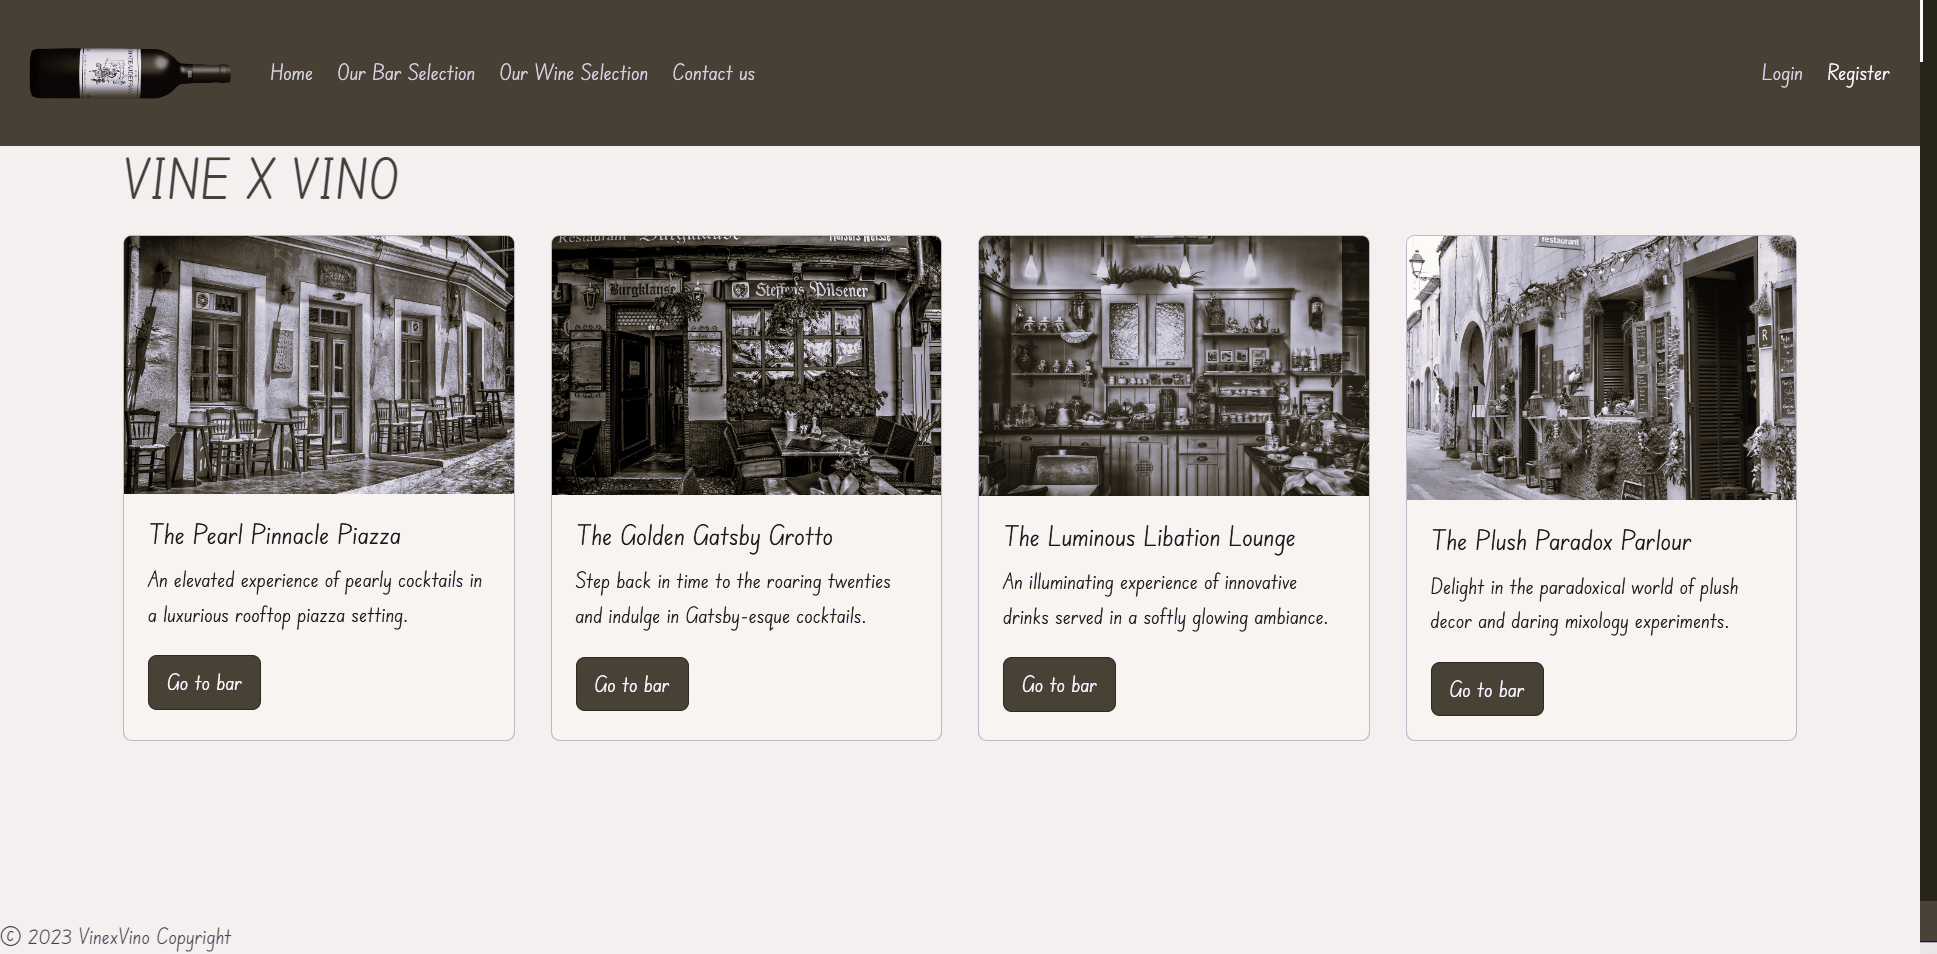 Home Our Bar Selection Our Wine Selection Contact us Login Register
VINE X VINO
Restaurant Burgklause
Burgklause
Steffens Pilsener
restaurant
R
The Pearl Pinnacle Piazza
An elevated experience of pearly cocktails in
a luxurious rooftop piazza setting.
Go to bar
The Golden Gatsby Grotto
Step back in time to the roaring twenties
and indulge in Gatsby-esque cocktails.
Go to bar
The Luminous Libation Lounge
An illuminating experience of innovative
drinks served in a softly glowing ambiance.
Go to bar
The Plush Paradox Parlour
Delight in the paradoxical world of plush
decor and daring mixology experiments.
Go to bar
© 2023 VinexVino Copyright